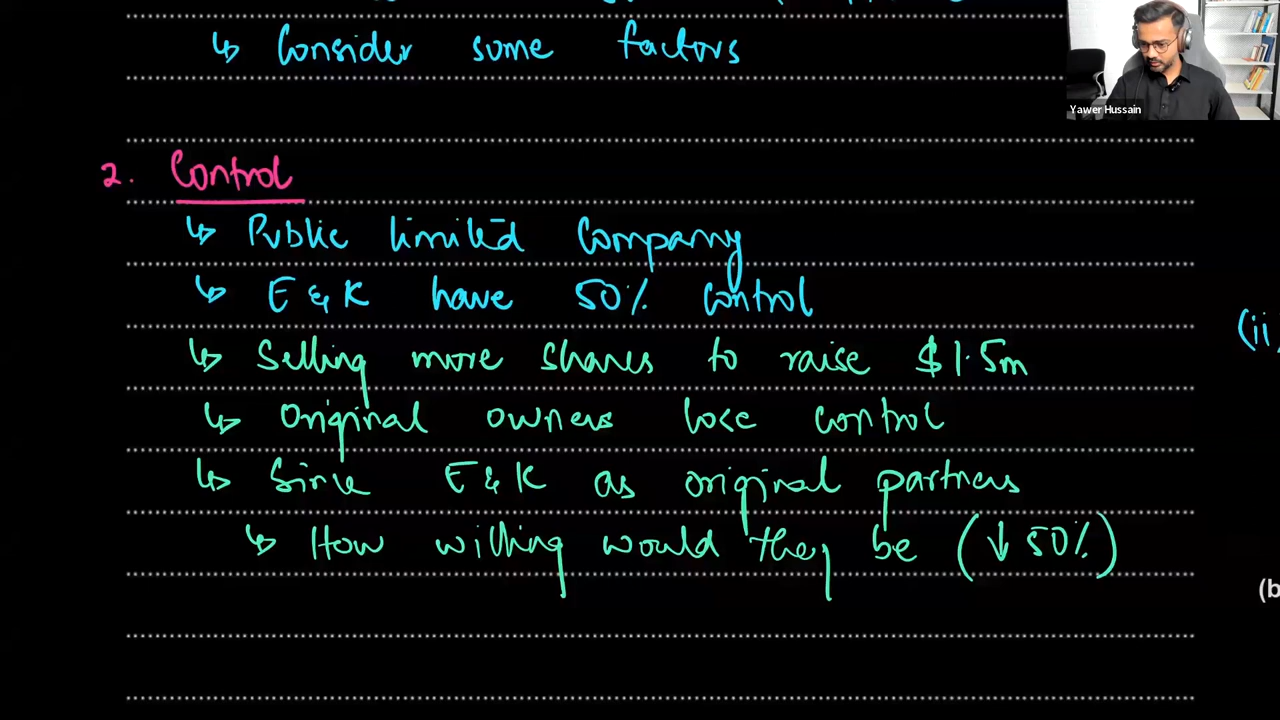 ↳ Consider some factors
Yawer Hussain
2. Control
↳ Public limited Company
↳ E & K have 50% control
(ii)
↳ Selling more shares to raise $1.5m
↳ Original owners lose control
↳ Since E & K as original partners
↳ How willing would they be (↓ 50%)
(b